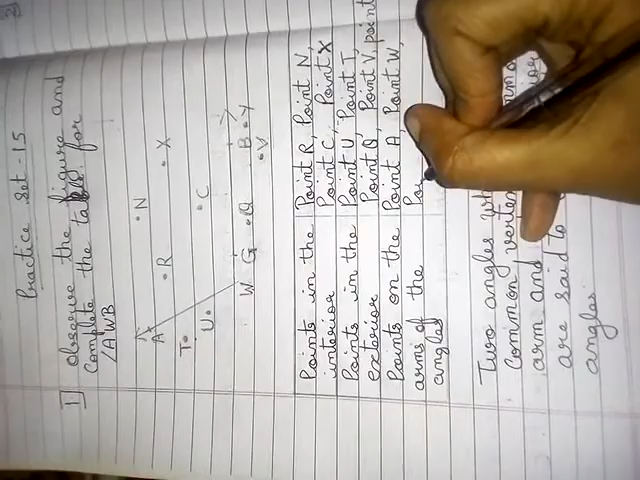 Practice Set-15
1 observe the figure and
Complete the table for
∠AWB
A
R
N
X
T
U
C
W G Q B Y
V
Points in the interior | Point R, Point N, Point C, Point X
Points in the exterior | Point U, Point T, Point Q, Point V, point
Points on the arms of the angles | Point A, Point W,
Two angles
Common vertex
arm and
are said to
angles